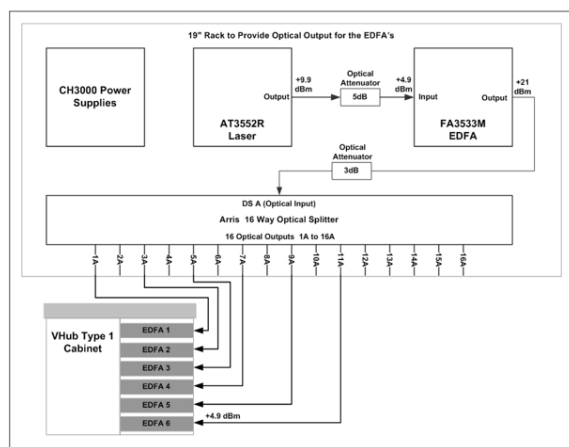 19" Rack to Provide Optical Output for the EDFA's
CH3000 Power
Supplies
Output
AT3552R
Laser
+9.9
dBm
Optical
Attenuator
5dB
+4.9
dBm
Input
Output
FA3533M
EDFA
+21
dBm
Optical
Attenuator
3dB
DS A (Optical Input)
Arris 16 Way Optical Splitter
16 Optical Outputs 1A to 16A
1A
2A
3A
4A
5A
6A
7A
8A
9A
10A
11A
12A
13A
14A
15A
16A
VHub Type 1
Cabinet
EDFA 1
EDFA 2
EDFA 3
EDFA 4
EDFA 5
EDFA 6
+4.9 dBm